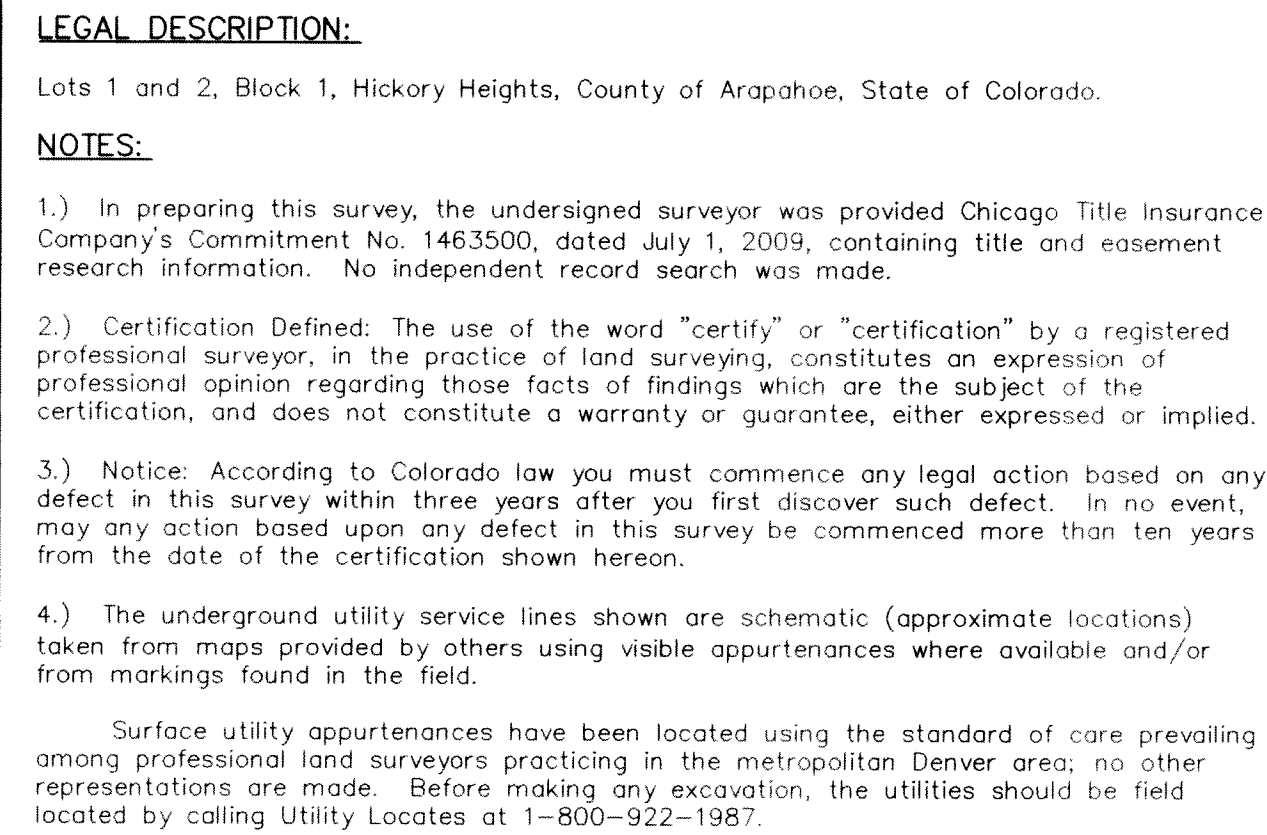 LEGAL DESCRIPTION:
Lots 1 and 2, Block 1, Hickory Heights, County of Arapahoe, State of Colorado.
NOTES:
1.) In preparing this survey, the undersigned surveyor was provided Chicago Title Insurance
Company's Commitment No. 1463500, dated July 1, 2009, containing title and easement
research information. No independent record search was made.
2.) Certification Defined: The use of the word "certify" or "certification" by a registered
professional surveyor, in the practice of land surveying, constitutes an expression of
professional opinion regarding those facts of findings which are the subject of the
certification, and does not constitute a warranty or guarantee, either expressed or implied.
3.) Notice: According to Colorado law you must commence any legal action based on any
defect in this survey within three years after you first discover such defect. In no event,
may any action based upon any defect in this survey be commenced more than ten years
from the date of the certification shown hereon.
4.) The underground utility service lines shown are schematic (approximate locations)
taken from maps provided by others using visible appurtenances where available and/or
from markings found in the field.
Surface utility appurtenances have been located using the standard of care prevailing
among professional land surveyors practicing in the metropolitan Denver area; no other
representations are made. Before making any excavation, the utilities should be field
located by calling Utility Locates at 1-800-922-1987.